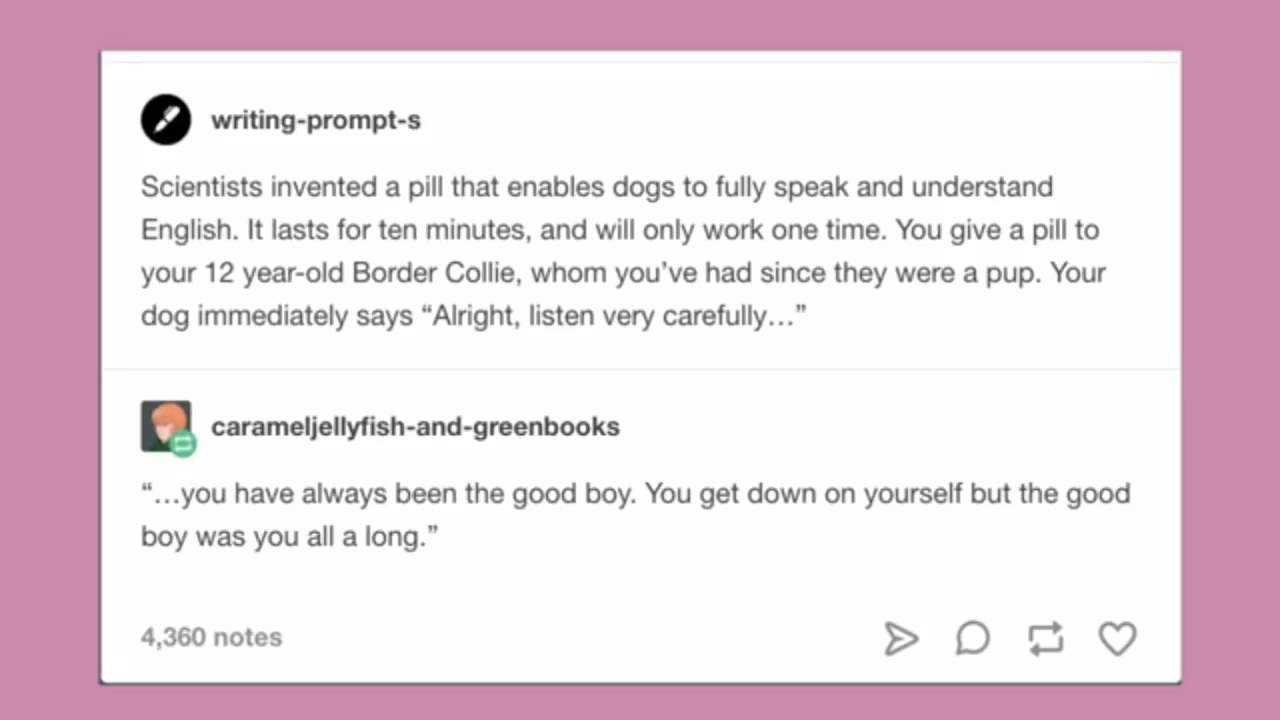 writing-prompt-s
Scientists invented a pill that enables dogs to fully speak and understand
English. It lasts for ten minutes, and will only work one time. You give a pill to
your 12 year-old Border Collie, whom you’ve had since they were a pup. Your
dog immediately says “Alright, listen very carefully…”
carameljellyfish-and-greenbooks
“…you have always been the good boy. You get down on yourself but the good
boy was you all a long.”
4,360 notes